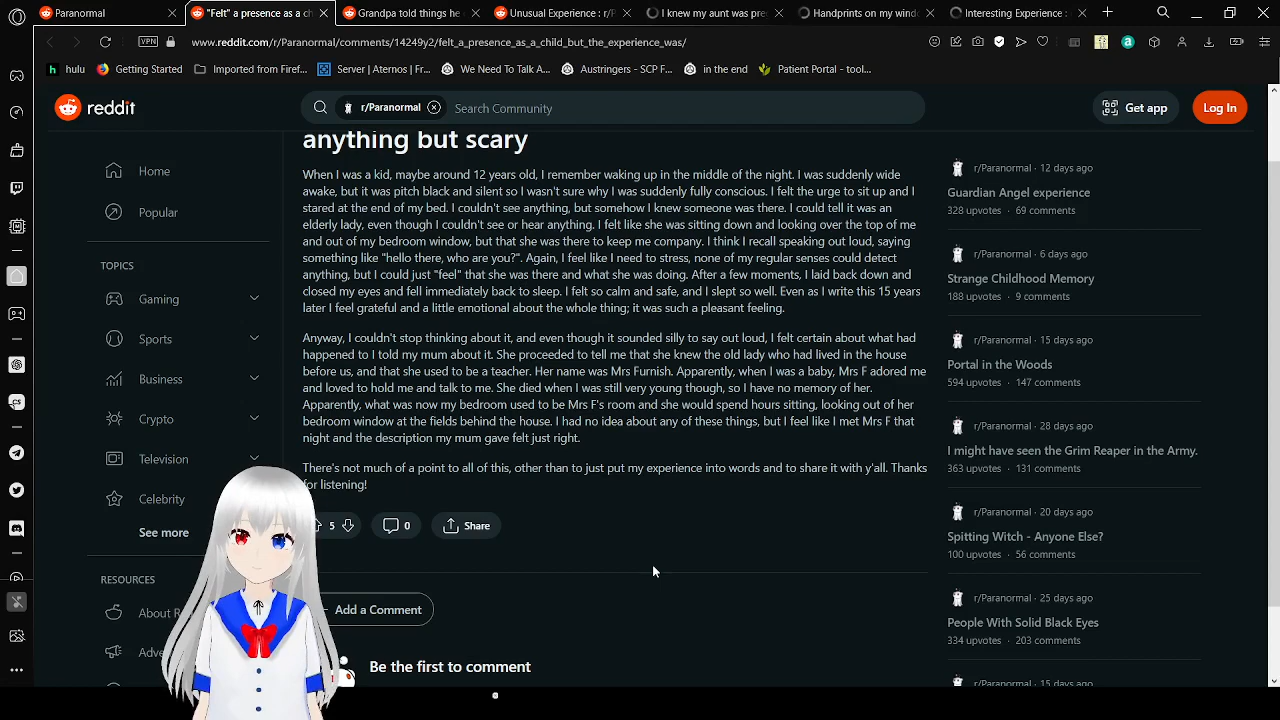 Paranormal
"Felt" a presence as a ch
Grandpa told things he
Unusual Experience : r/P
I knew my aunt was pre
Handprints on my windo
Interesting Experience :
VPN
www.reddit.com/r/Paranormal/comments/14249y2/felt_a_presence_as_a_child_but_the_experience_was/
hulu
Getting Started
Imported from Firef...
Server | Aternos | Fr...
We Need To Talk A...
Austringers - SCP F...
in the end
Patient Portal - tool...
reddit
r/Paranormal
Search Community
Get app
Log In
Home
Popular
TOPICS
Gaming
Sports
Business
Crypto
Television
Celebrity
See more
RESOURCES
About R
Adve
anything but scary
When I was a kid, maybe around 12 years old, I remember waking up in the middle of the night. I was suddenly wide
awake, but it was pitch black and silent so I wasn't sure why I was suddenly fully conscious. I felt the urge to sit up and I
stared at the end of my bed. I couldn't see anything, but somehow I knew someone was there. I could tell it was an
elderly lady, even though I couldn't see or hear anything. I felt like she was sitting down and looking over the top of me
and out of my bedroom window, but that she was there to keep me company. I think I recall speaking out loud, saying
something like "hello there, who are you?". Again, I feel like I need to stress, none of my regular senses could detect
anything, but I could just "feel" that she was there and what she was doing. After a few moments, I laid back down and
closed my eyes and fell immediately back to sleep. I felt so calm and safe, and I slept so well. Even as I write this 15 years
later I feel grateful and a little emotional about the whole thing; it was such a pleasant feeling.
Anyway, I couldn't stop thinking about it, and even though it sounded silly to say out loud, I felt certain about what had
happened to I told my mum about it. She proceeded to tell me that she knew the old lady who had lived in the house
before us, and that she used to be a teacher. Her name was Mrs Furnish. Apparently, when I was a baby, Mrs F adored me
and loved to hold me and talk to me. She died when I was still very young though, so I have no memory of her.
Apparently, what was now my bedroom used to be Mrs F's room and she would spend hours sitting, looking out of her
bedroom window at the fields behind the house. I had no idea about any of these things, but I feel like I met Mrs F that
night and the description my mum gave felt just right.
There's not much of a point to all of this, other than to just put my experience into words and to share it with y'all. Thanks
for listening!
5
0
Share
Add a Comment
Be the first to comment
r/Paranormal · 12 days ago
Guardian Angel experience
328 upvotes · 69 comments
r/Paranormal · 6 days ago
Strange Childhood Memory
188 upvotes · 9 comments
r/Paranormal · 15 days ago
Portal in the Woods
594 upvotes · 147 comments
r/Paranormal · 28 days ago
I might have seen the Grim Reaper in the Army.
363 upvotes · 131 comments
r/Paranormal · 20 days ago
Spitting Witch - Anyone Else?
100 upvotes · 56 comments
r/Paranormal · 25 days ago
People With Solid Black Eyes
334 upvotes · 203 comments
r/Paranormal · 15 days ago